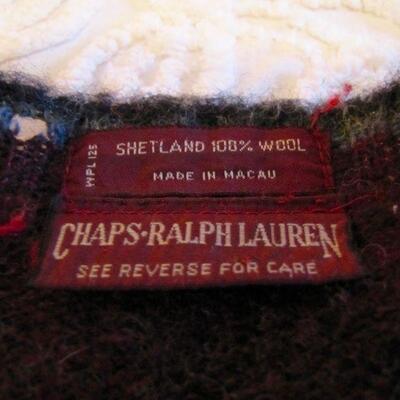 WPL 125
SHETLAND 100% WOOL
MADE IN MACAU
CHAPS·RALPH LAUREN
SEE REVERSE FOR CARE